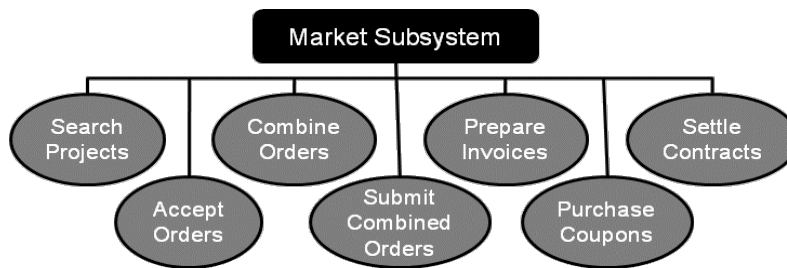 Market Subsystem
Search
Projects
Combine
Orders
Prepare
Invoices
Settle
Contracts
Accept
Orders
Submit
Combined
Orders
Purchase
Coupons